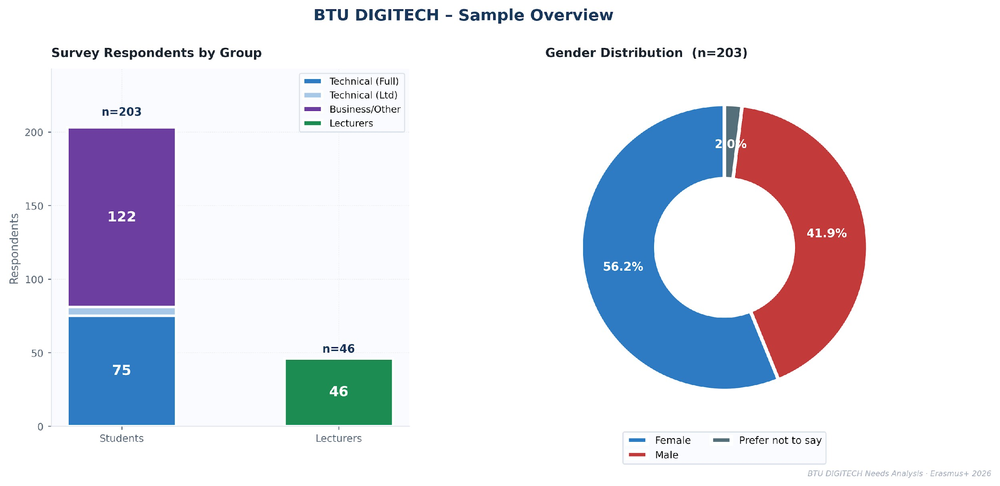 BTU DIGITECH – Sample Overview
Survey Respondents by Group
Technical (Full)
Technical (Ltd)
Business/Other
Lecturers
n=203
200
150
100
50
0
Respondents
122
75
n=46
46
Students
Lecturers
Gender Distribution (n=203)
2.0%
41.9%
56.2%
Female
Male
Prefer not to say
BTU DIGITECH Needs Analysis · Erasmus+ 2026